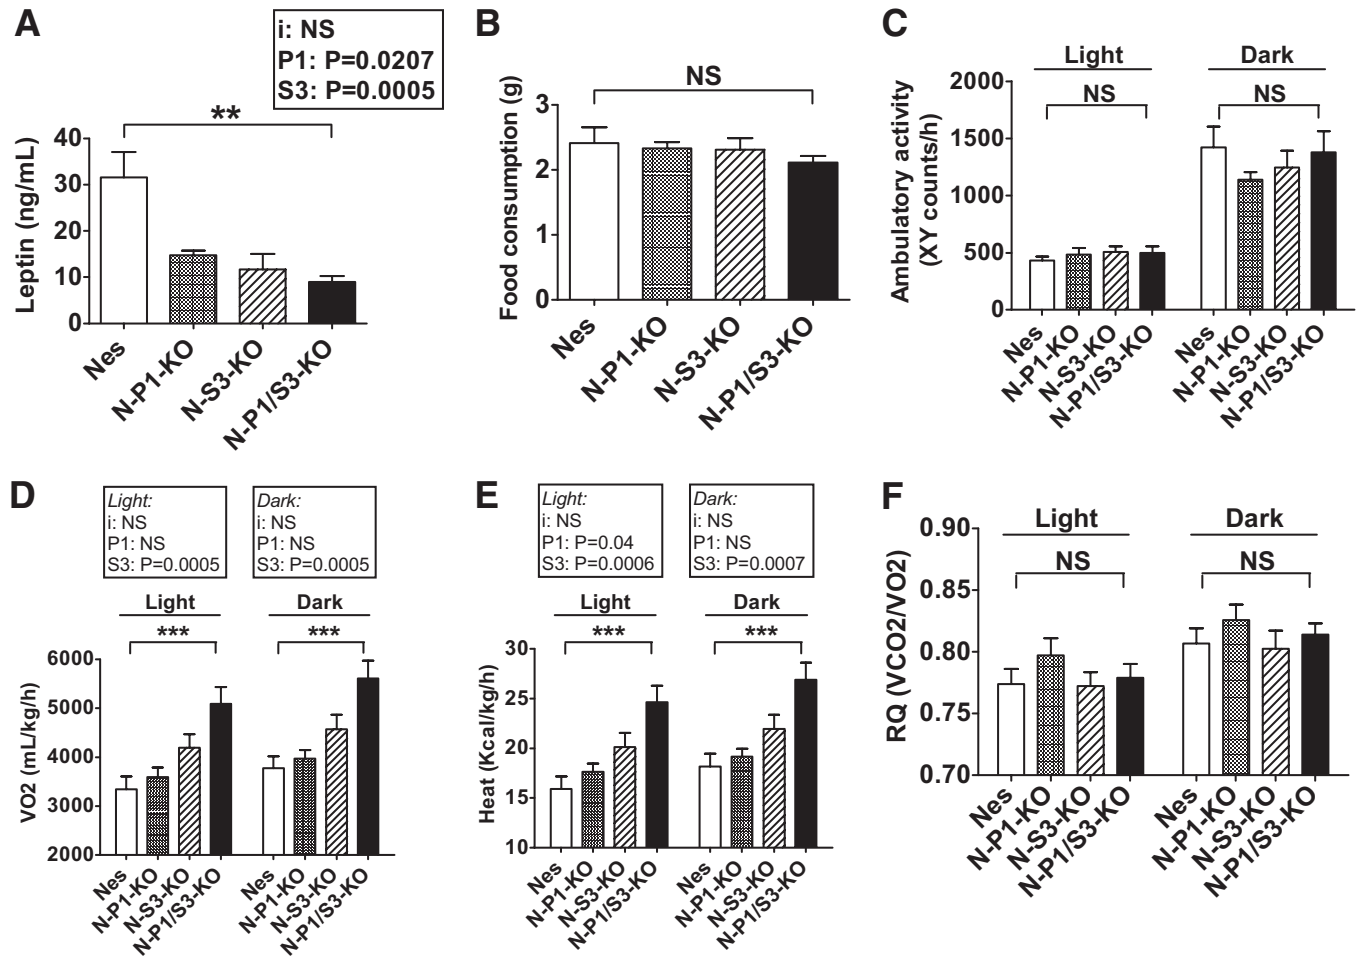 A
i: NS
P1: P=0.0207
S3: P=0.0005
**
Leptin (ng/mL)
40
30
20
10
0
Nes
N-P1-KO
N-S3-KO
N-P1/S3-KO
B
NS
Food consumption (g)
3
2
1
0
Nes
N-P1-KO
N-S3-KO
N-P1/S3-KO
C
Light
Dark
NS
NS
Ambulatory activity
(XY counts/h)
2000
1500
1000
500
0
Nes
N-P1-KO
N-S3-KO
N-P1/S3-KO
Nes
N-P1-KO
N-S3-KO
N-P1/S3-KO
D
Light:
i: NS
P1: NS
S3: P=0.0005
Dark:
i: NS
P1: NS
S3: P=0.0005
Light
Dark
***
***
VO2 (mL/kg/h)
6000
5000
4000
3000
2000
Nes
N-P1-KO
N-S3-KO
N-P1/S3-KO
Nes
N-P1-KO
N-S3-KO
N-P1/S3-KO
E
Light:
i: NS
P1: P=0.04
S3: P=0.0006
Dark:
i: NS
P1: NS
S3: P=0.0007
Light
Dark
***
***
Heat (Kcal/kg/h)
30
25
20
15
10
Nes
N-P1-KO
N-S3-KO
N-P1/S3-KO
Nes
N-P1-KO
N-S3-KO
N-P1/S3-KO
F
Light
Dark
NS
NS
RQ (VCO2/VO2)
0.90
0.85
0.80
0.75
0.70
Nes
N-P1-KO
N-S3-KO
N-P1/S3-KO
Nes
N-P1-KO
N-S3-KO
N-P1/S3-KO